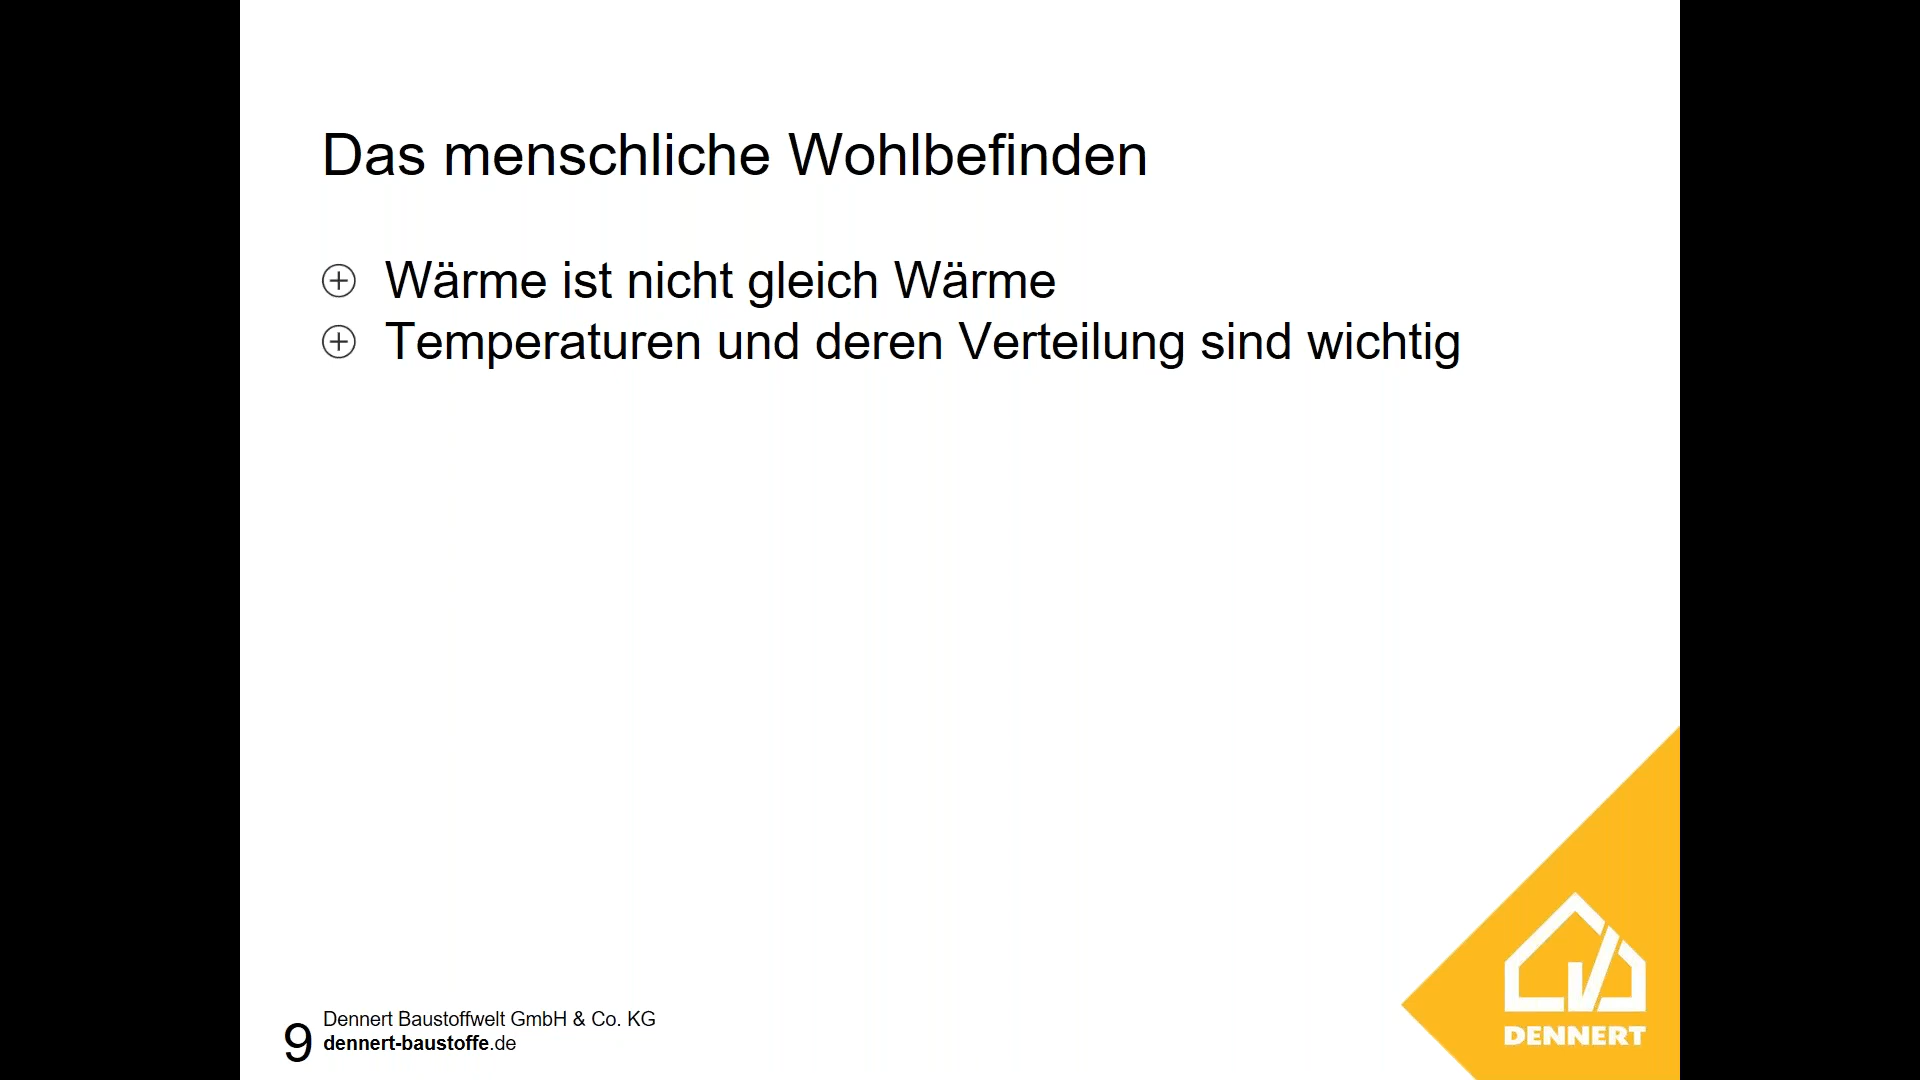 Das menschliche Wohlbefinden
Wärme ist nicht gleich Wärme
Temperaturen und deren Verteilung sind wichtig
9
Dennert Baustoffwelt GmbH & Co. KG
dennert-baustoffe.de
DENNERT